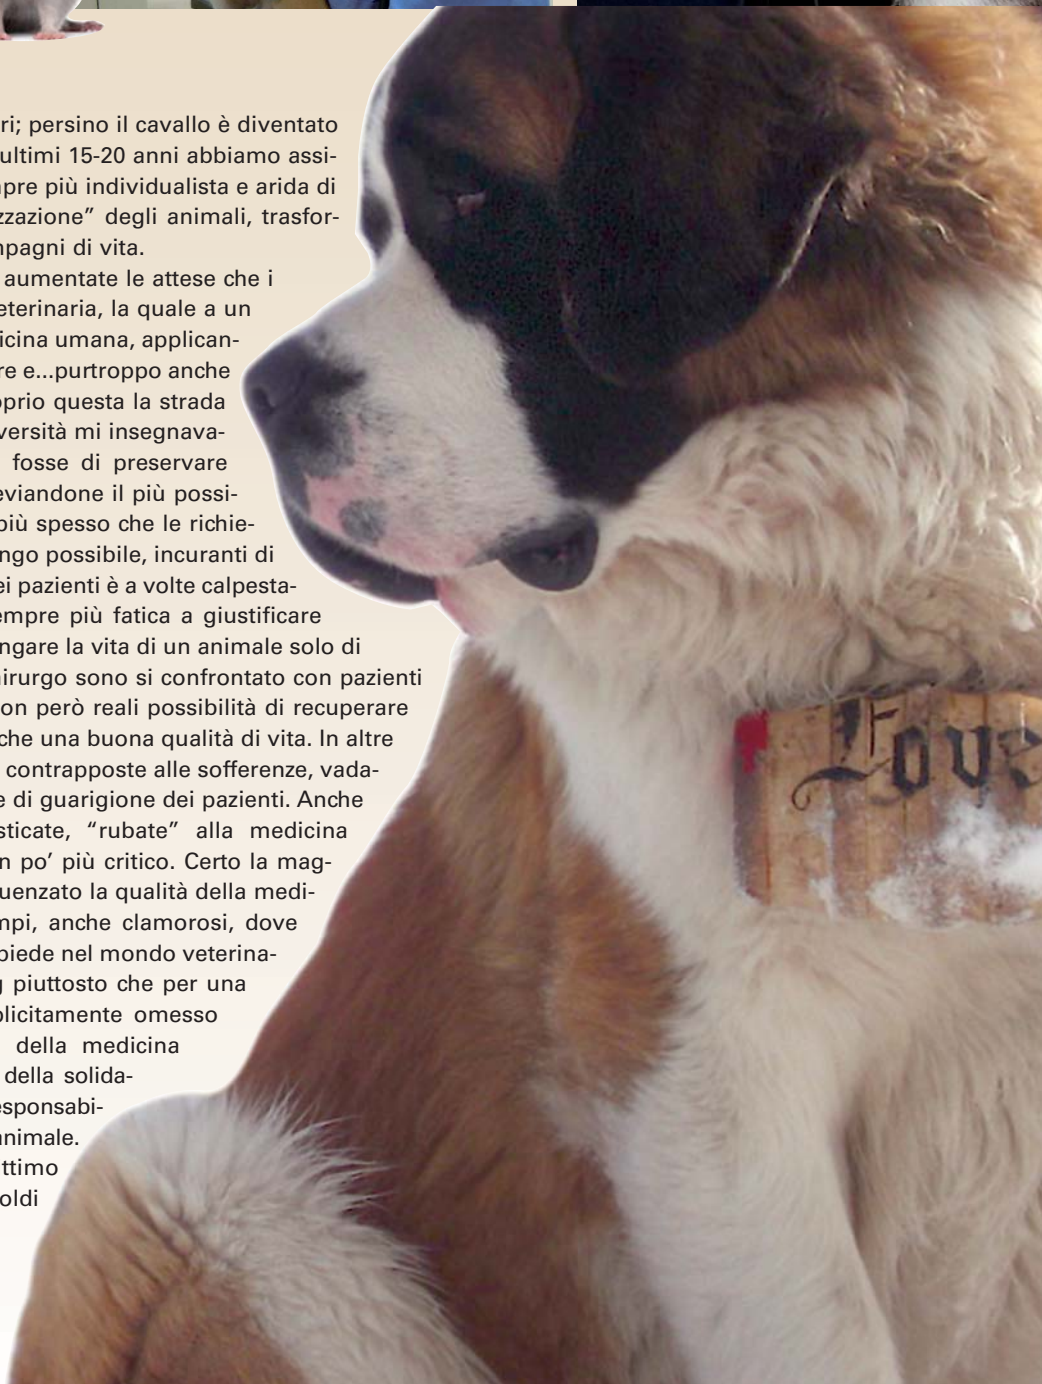 ri; persino il cavallo è diventato
ultimi 15-20 anni abbiamo assi-
pre più individualista e arida di
zzazione” degli animali, trasfor-
pagni di vita.
aumentate le attese che i
eterinaria, la quale a un
icina umana, applican-
re e...purtroppo anche
oprio questa la strada
versità mi insegnava-
fosse di preservare
eviandone il più possi-
più spesso che le richie-
ngo possibile, incuranti di
ei pazienti è a volte calpesta-
empre più fatica a giustificare
ngare la vita di un animale solo di
irurgo sono si confrontato con pazienti
on però reali possibilità di recuperare
che una buona qualità di vita. In altre
contrapposte alle sofferenze, vada-
e di guarigione dei pazienti. Anche
sticate, “rubate” alla medicina
n po’ più critico. Certo la mag-
uenzato la qualità della medi-
mpi, anche clamorosi, dove
piede nel mondo veterina-
g piuttosto che per una
plicitamente omesso
della medicina
della solida-
esponsabi-
nimale.
ttimo
oldi
Love